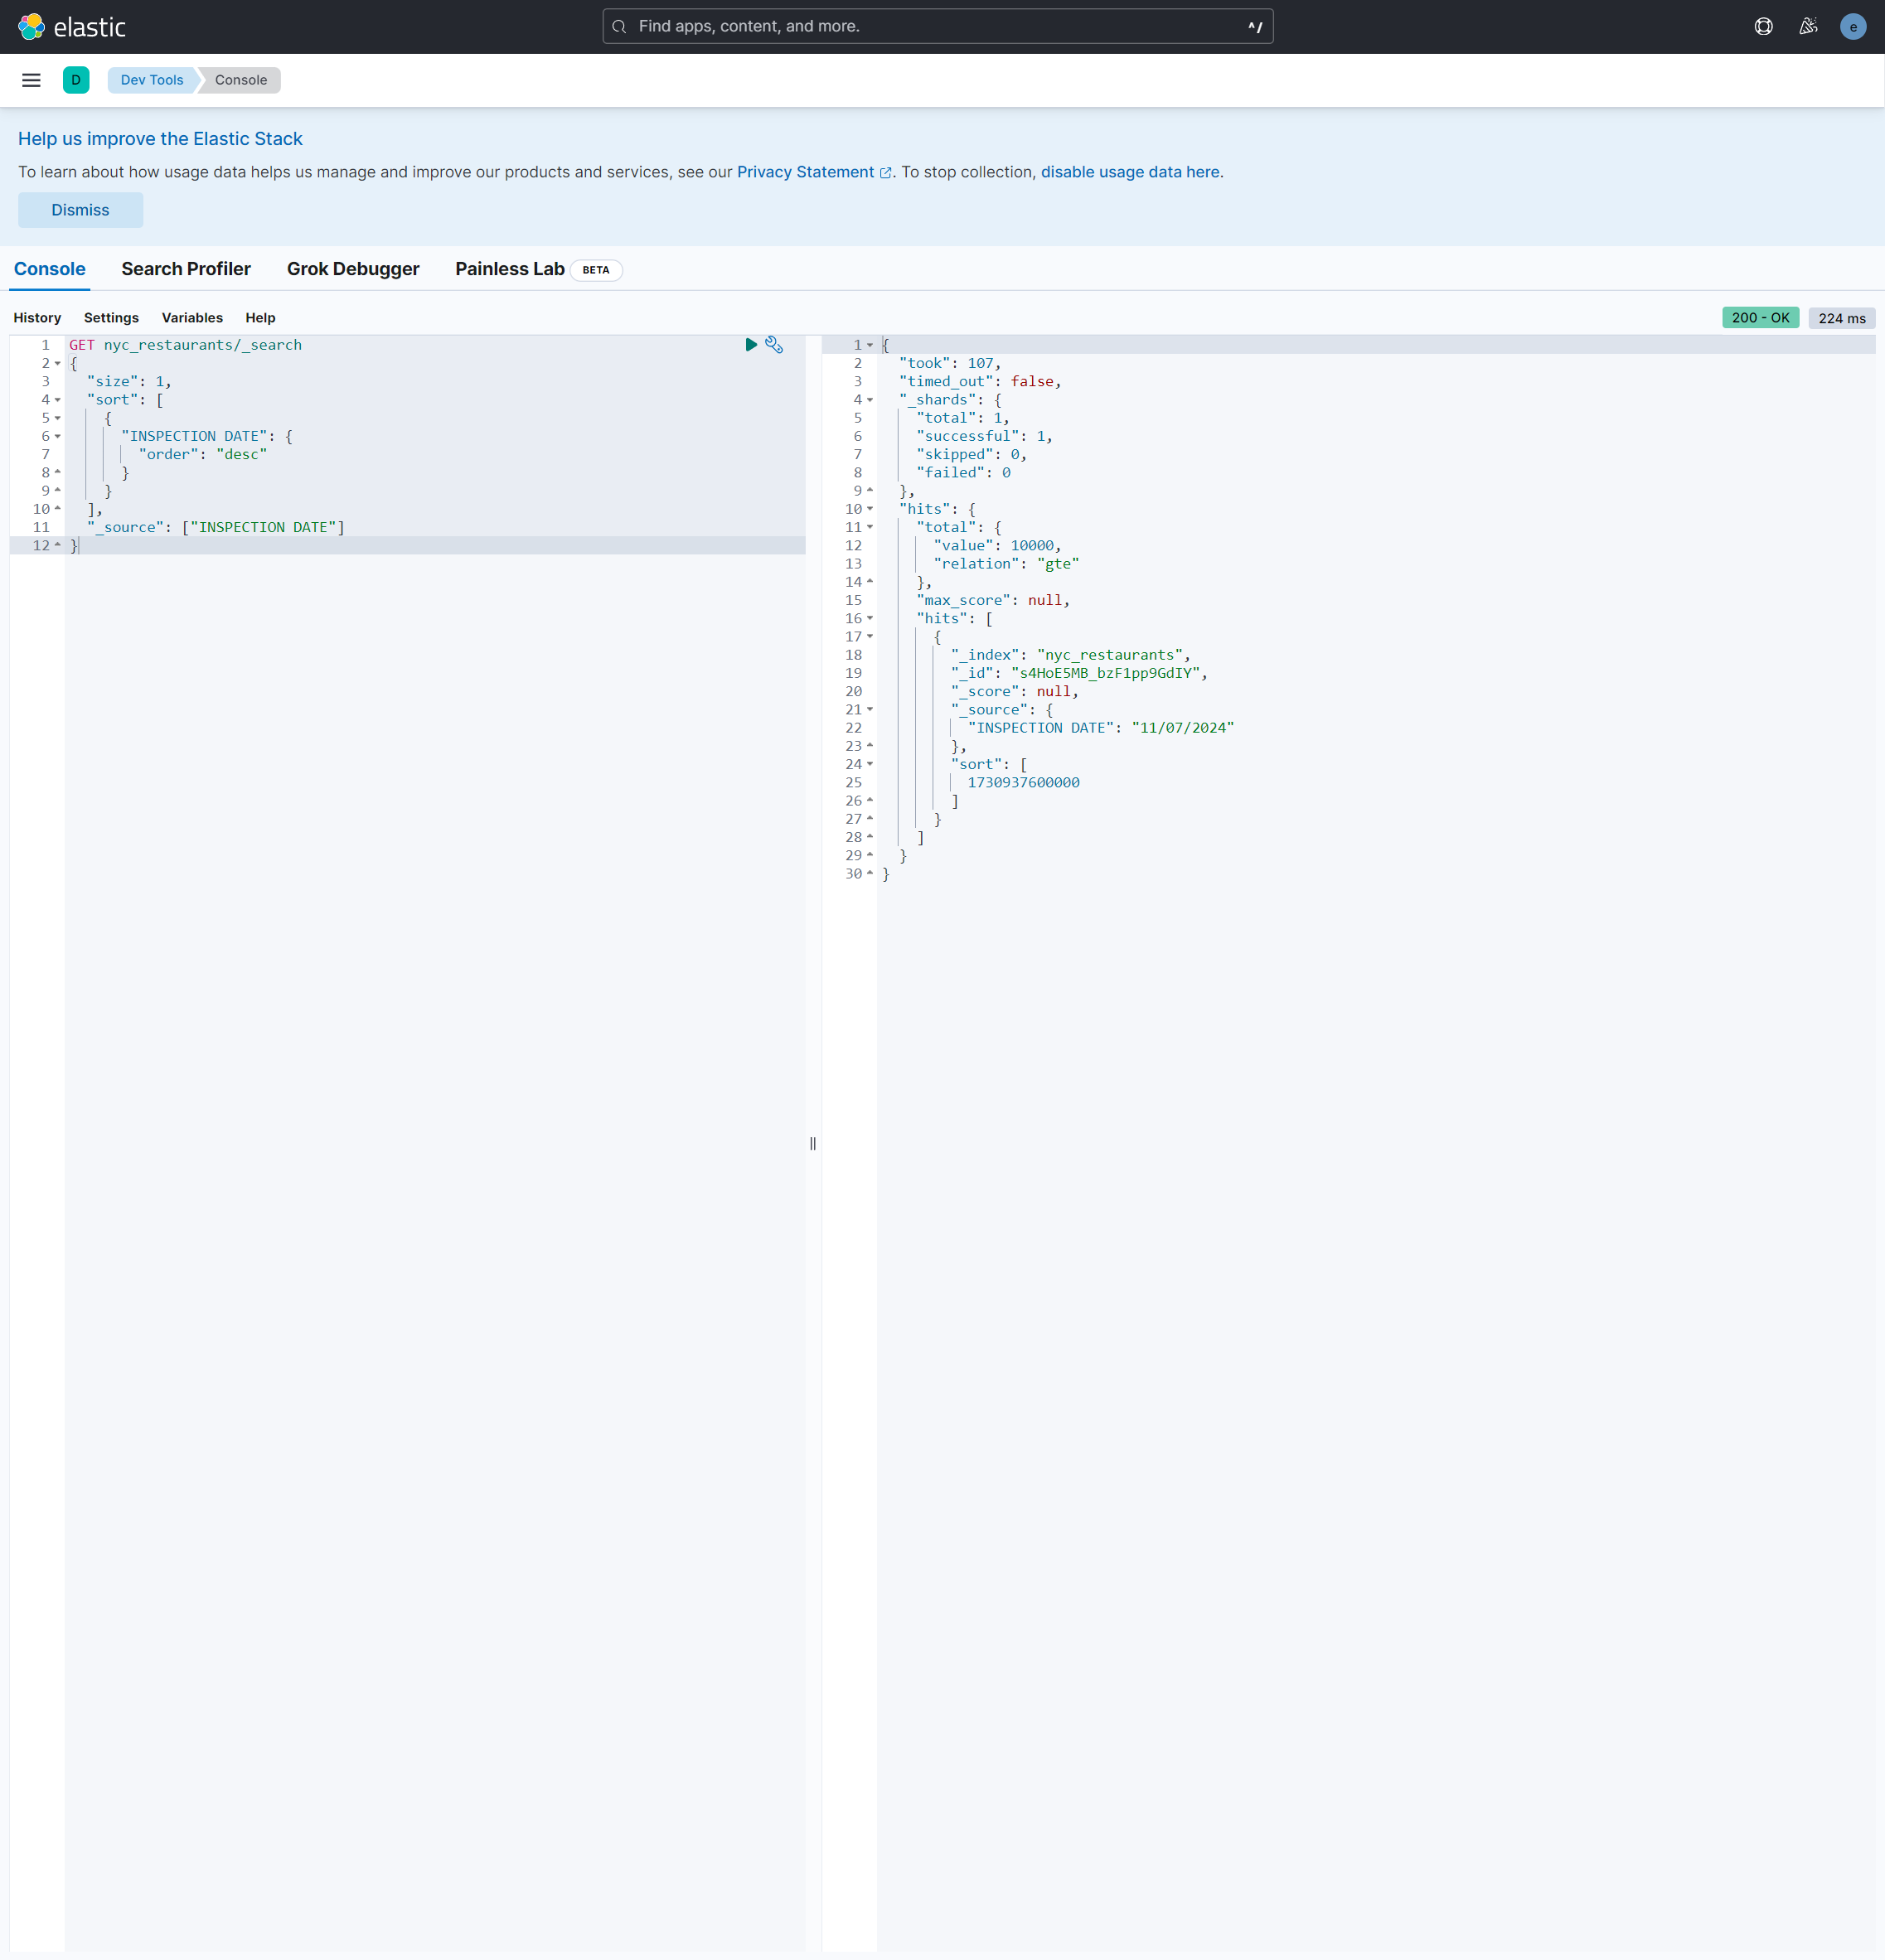 elastic
Find apps, content, and more.
^/
e
D
Dev Tools
Console
Help us improve the Elastic Stack
To learn about how usage data helps us manage and improve our products and services, see our Privacy Statement. To stop collection, disable usage data here.
Dismiss
Console
Search Profiler
Grok Debugger
Painless Lab
BETA
History
Settings
Variables
Help
200 - OK
224 ms
1 GET nyc_restaurants/_search
2 {
3 "size": 1,
4 "sort": [
5 {
6 "INSPECTION DATE": {
7 "order": "desc"
8 }
9 }
10 ],
11 "_source": ["INSPECTION DATE"]
12 }
1 {
2 "took": 107,
3 "timed_out": false,
4 "_shards": {
5 "total": 1,
6 "successful": 1,
7 "skipped": 0,
8 "failed": 0
9 },
10 "hits": {
11 "total": {
12 "value": 10000,
13 "relation": "gte"
14 },
15 "max_score": null,
16 "hits": [
17 {
18 "_index": "nyc_restaurants",
19 "_id": "s4HoE5MB_bzF1pp9GdIY",
20 "_score": null,
21 "_source": {
22 "INSPECTION DATE": "11/07/2024"
23 },
24 "sort": [
25 1730937600000
26 ]
27 }
28 ]
29 }
30 }